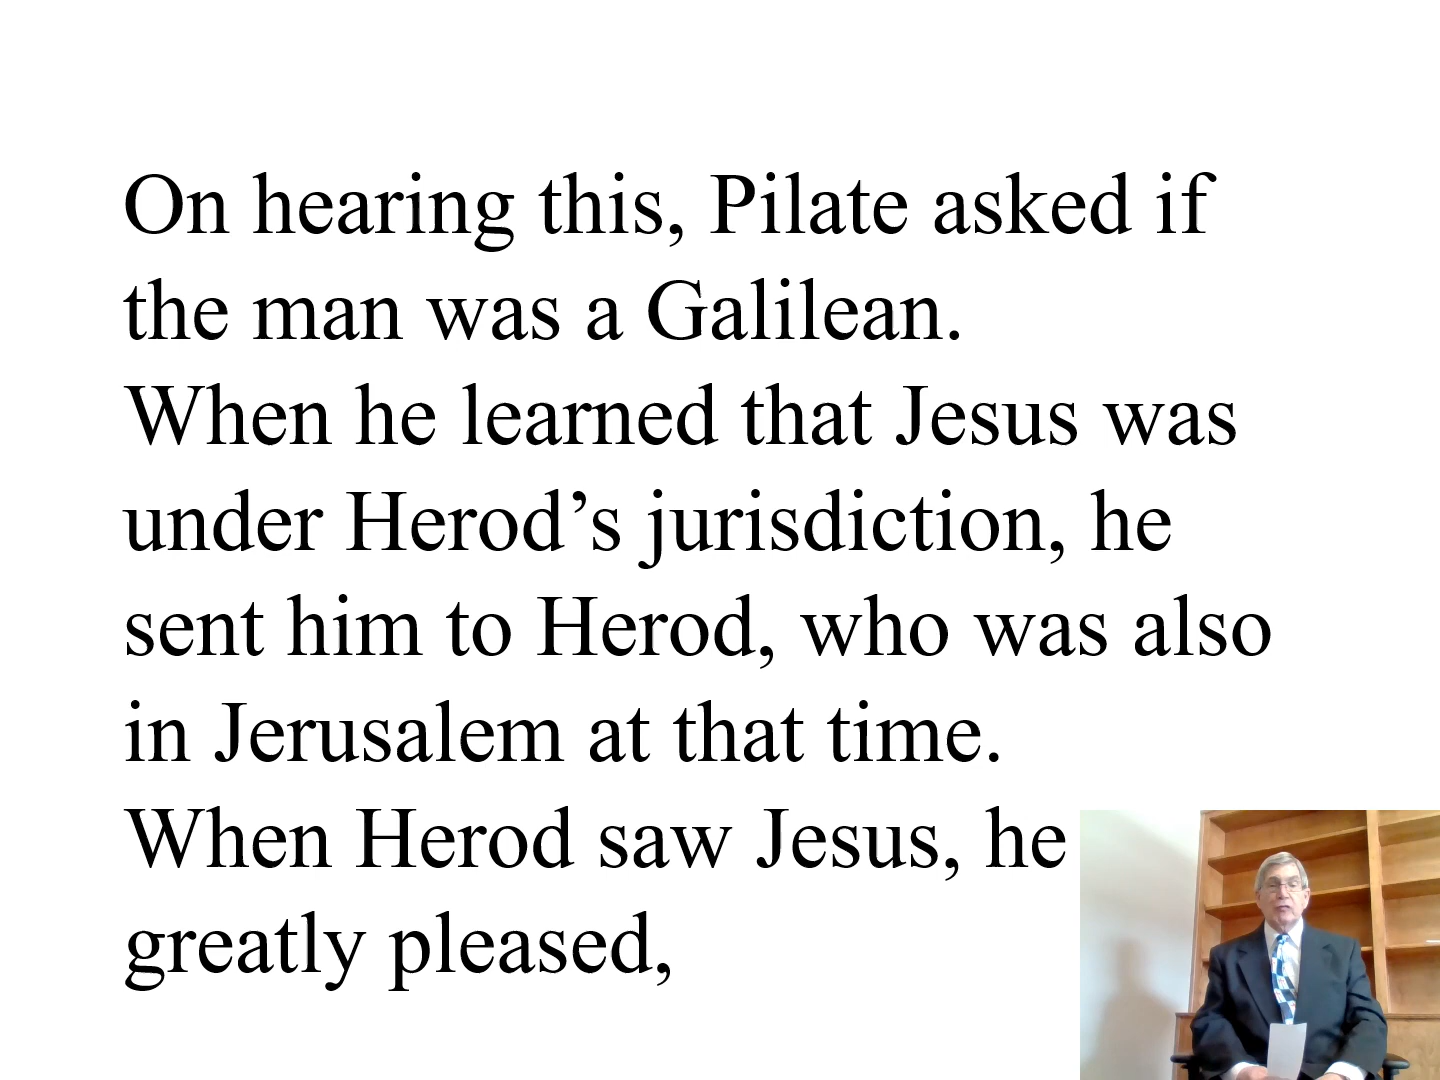 On hearing this, Pilate asked if
the man was a Galilean.
When he learned that Jesus was
under Herod’s jurisdiction, he
sent him to Herod, who was also
in Jerusalem at that time.
When Herod saw Jesus, he
greatly pleased,